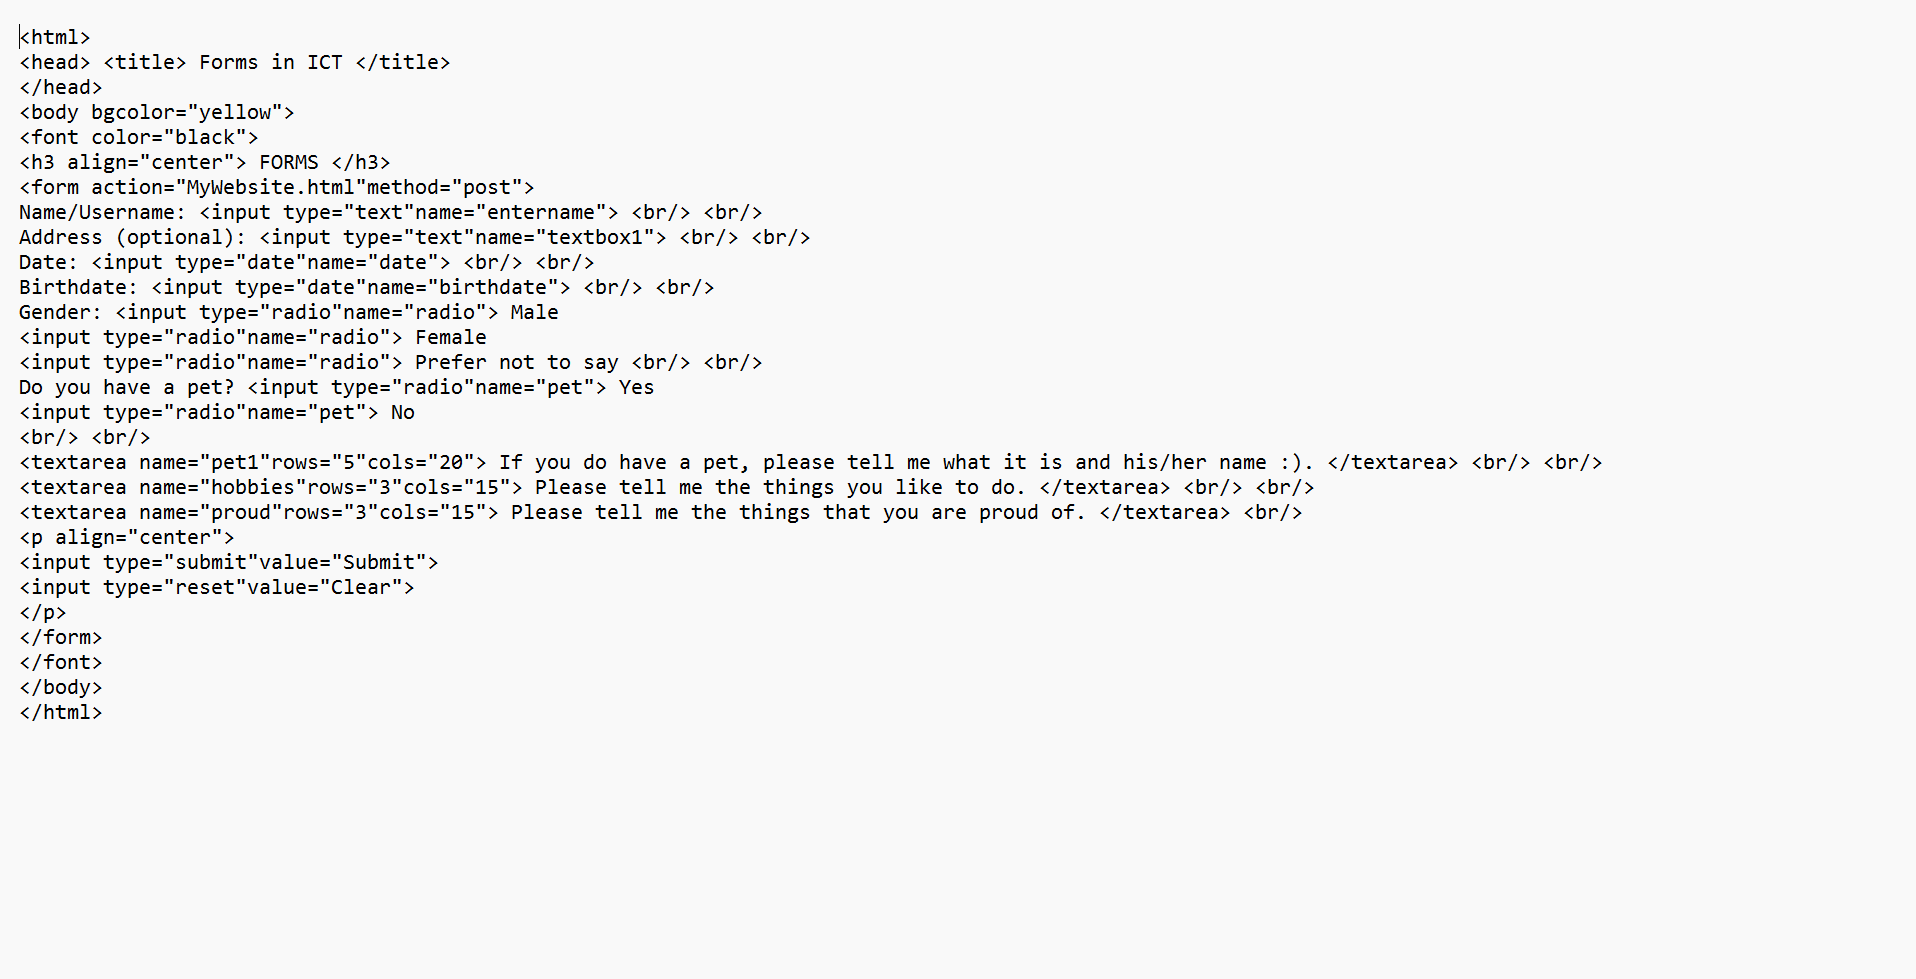 <html>
<head> <title> Forms in ICT </title>
</head>
<body bgcolor="yellow">
<font color="black">
<h3 align="center"> FORMS </h3>
<form action="MyWebsite.html"method="post">
Name/Username: <input type="text"name="entername"> <br/> <br/>
Address (optional): <input type="text"name="textbox1"> <br/> <br/>
Date: <input type="date"name="date"> <br/> <br/>
Birthdate: <input type="date"name="birthdate"> <br/> <br/>
Gender: <input type="radio"name="radio"> Male
<input type="radio"name="radio"> Female
<input type="radio"name="radio"> Prefer not to say <br/> <br/>
Do you have a pet? <input type="radio"name="pet"> Yes
<input type="radio"name="pet"> No
<br/> <br/>
<textarea name="pet1"rows="5"cols="20"> If you do have a pet, please tell me what it is and his/her name :). </textarea> <br/> <br/>
<textarea name="hobbies"rows="3"cols="15"> Please tell me the things you like to do. </textarea> <br/> <br/>
<textarea name="proud"rows="3"cols="15"> Please tell me the things that you are proud of. </textarea> <br/>
<p align="center">
<input type="submit"value="Submit">
<input type="reset"value="Clear">
</p>
</form>
</font>
</body>
</html>